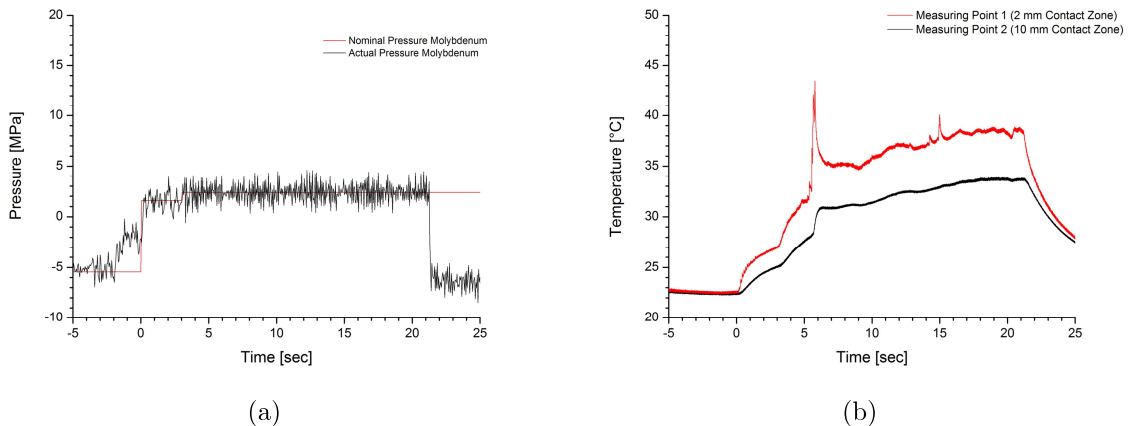 20
15
10
5
0
-5
-10
-5
0
5
10
15
20
25
Pressure [MPa]
Time [sec]
Nominal Pressure Molybdenum
Actual Pressure Molybdenum
(a)
50
45
40
35
30
25
20
-5
0
5
10
15
20
25
Temperature [°C]
Time [sec]
Measuring Point 1 (2 mm Contact Zone)
Measuring Point 2 (10 mm Contact Zone)
(b)